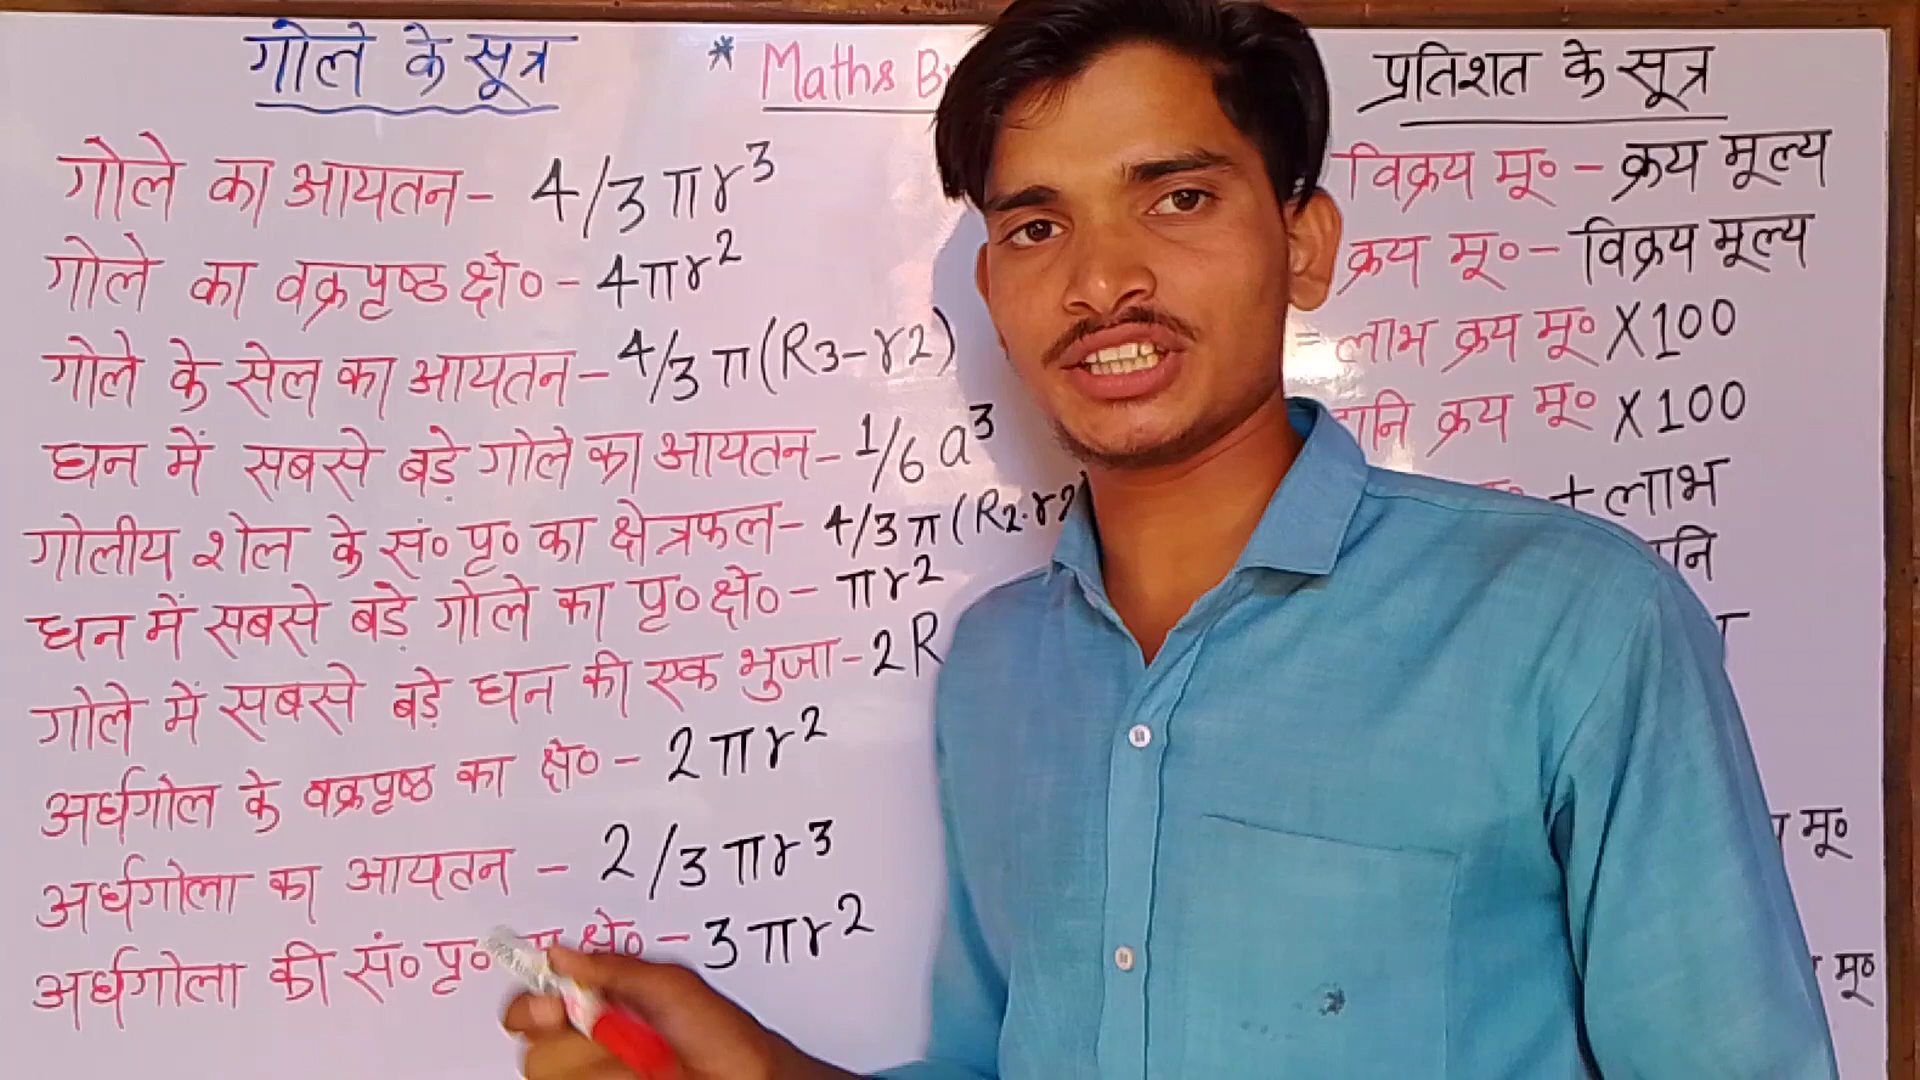 गोले के सूत्र
* Maths B
गोले का आयतन - 4/3 πr³
गोले का वक्रपृष्ठ क्षे० - 4πr²
गोले के सेल का आयतन - 4/3 π(R3-r2)
घन में सबसे बड़े गोले का आयतन - 1/6 a³
गोलीय शेल के सं० पृ० का क्षेत्रफल - 4/3 π (R2.r2)
घन में सबसे बड़े गोले का पृ० क्षे० - πr²
गोले में सबसे बड़े घन की एक भुजा - 2R
अर्धगोल के वक्रपृष्ठ का क्षे० - 2πr²
अर्धगोला का आयतन - 2/3 πr³
अर्धगोला की सं० पृ० क्षे० - 3πr²
प्रतिशत के सूत्र
विक्रय मू० - क्रय मूल्य
क्रय मू० - विक्रय मूल्य
= लाभ क्रय मू० X100
हानि क्रय मू० X100
+ लाभ
मू०
मू०